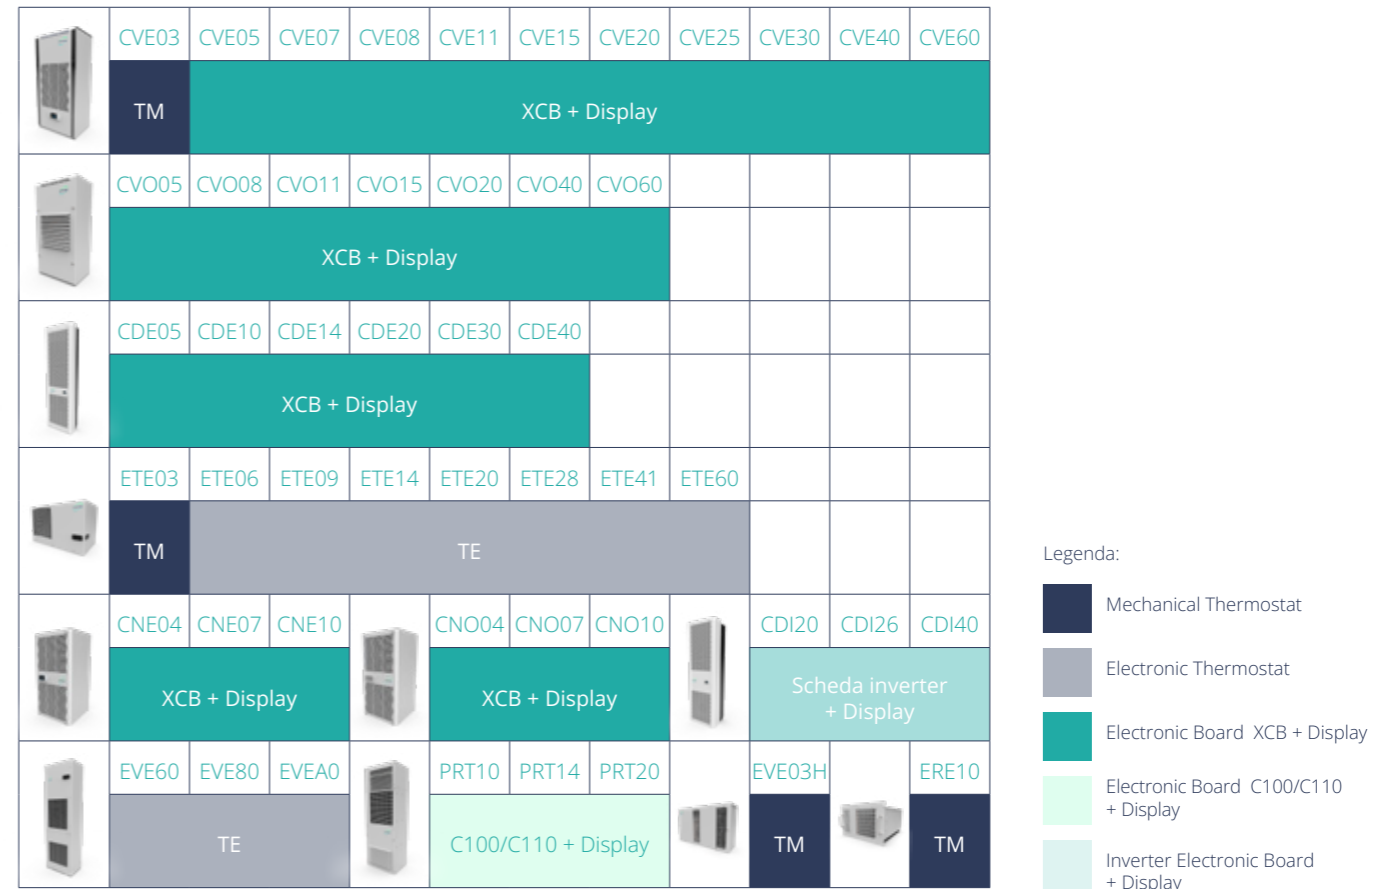 CVE03 CVE05 CVE07 CVE08 CVE11 CVE15 CVE20 CVE25 CVE30 CVE40 CVE60
TM XCB + Display
CVO05 CVO08 CVO11 CVO15 CVO20 CVO40 CVO60
XCB + Display
CDE05 CDE10 CDE14 CDE20 CDE30 CDE40
XCB + Display
ETE03 ETE06 ETE09 ETE14 ETE20 ETE28 ETE41 ETE60
TM TE
CNE04 CNE07 CNE10 CNO04 CNO07 CNO10 CDI20 CDI26 CDI40
XCB + Display XCB + Display Scheda inverter
+ Display
EVE60 EVE80 EVEA0 PRT10 PRT14 PRT20 EVE03H ERE10
TE C100/C110 + Display TM TM
Legenda:
Mechanical Thermostat
Electronic Thermostat
Electronic Board XCB + Display
Electronic Board C100/C110
+ Display
Inverter Electronic Board
+ Display